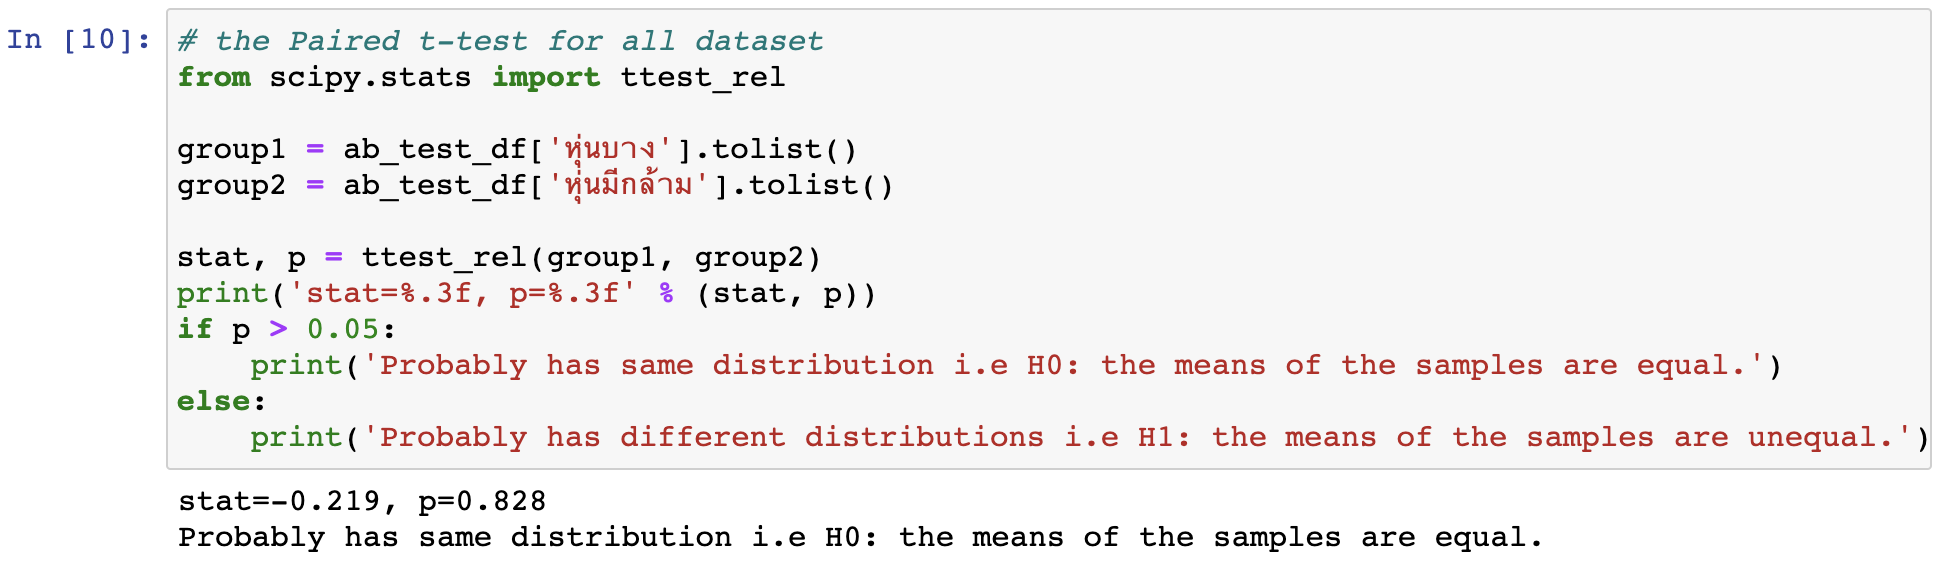 In [10]:
# the Paired t-test for all dataset
from scipy.stats import ttest_rel
group1 = ab_test_df['หุ่นบาง'].tolist()
group2 = ab_test_df['หุ่นมีกล้าม'].tolist()
stat, p = ttest_rel(group1, group2)
print('stat=%.3f, p=%.3f' % (stat, p))
if p > 0.05:
    print('Probably has same distribution i.e H0: the means of the samples are equal.')
else:
    print('Probably has different distributions i.e H1: the means of the samples are unequal.')
stat=-0.219, p=0.828
Probably has same distribution i.e H0: the means of the samples are equal.